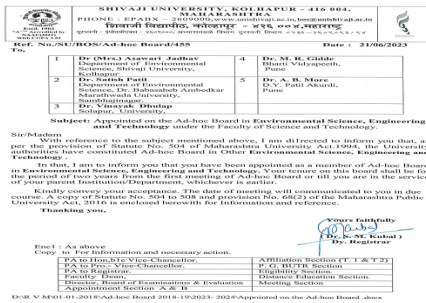 SHIVAJI UNIVERSITY, KOLHAPUR - 416 004,
MAHARASHTRA
PHONE : EPABX - 2609000, www.unishivaji.ac.in, bos@unishivaji.ac.in
शिवाजी विद्यापीठ, कोल्हापूर - ४१६ ००४, महाराष्ट्र
Ref. No./SU/BOS/Ad-hoc Board/455
Date : 21/06/2023
To,
1 Dr (Mrs.) Asawari Jadhav
Department of Environmental
Science, Shivaji University,
Kolhapur
4 Dr. M. R. Gidde
Bharti Vidyapeeth,
2 Dr. Satish Patil
Department of Environmental
Science, Dr. Babasaheb Ambedkar
Marathwada University,
Sambhajinagar.
5 Dr. A. B. More
D.Y. Patil Akurdi,
Pune
3 Dr. Vinayak Dhulap
Solapur, University.
Subject: Appointed on the Ad-hoc Board in Environmental Science, Engineering
and Technology under the Faculty of Science and Technology.
Sir/Madam
With reference to the subject mentioned above, I am directed to inform you that, as
per the provision of Statute No. 504 of Maharashtra University Act.1994, the University
authorities have constituted Ad-hoc Board in Other Environmental Science, Engineering and
Technology .
In that, I am to inform you that you have been appointed as a member of Ad-hoc Board
in Environmental Science, Engineering and Technology. Your tenure on this board shall be for
the period of two years from the first meeting of Ad-hoc Board or till you are in the service
of your parent Institution/Department, whichever is earlier.
Kindly convey your acceptance. The date of meeting will communicated to you in due
course. A copy of Statute No. 504 to 508 and provision No. 68(2) of the Maharashtra Public
University Act, 2016 is enclosed herewith for Information and reference.
Thanking you,
Yours faithfully
( Dr. S. M. Kubal )
Dy. Registrar
Encl : As above
Copy to For Information and necessary action.
PA to Hon,ble Vice-Chancellor.
Affiliation Section (T. 1 & T2)
PA to Pro.- Vice-Chancellor.
P. G. BUTR Section
PA to Registrar.
Eligibility Section.
Faculty Dean,
Distance Education Section.
Director, Board of Examinations & Evaluation
Meeting Section
Appointment Section A & B
D:\R V M\01-01-2018\Ad-hoc Board 2018-19\2023-2024\Appointed on the Ad-hoc Board .docx